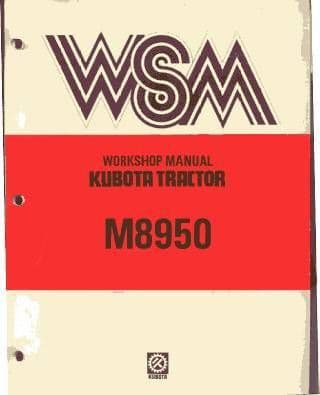 WSM
WORKSHOP MANUAL
KUBOTA TRACTOR
M8950
KUBOTA